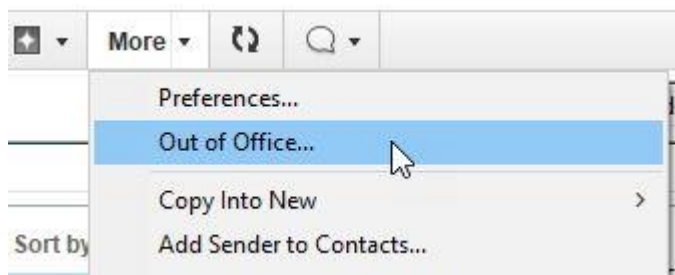 More
Preferences...
Out of Office...
Copy Into New
Sort by
Add Sender to Contacts...